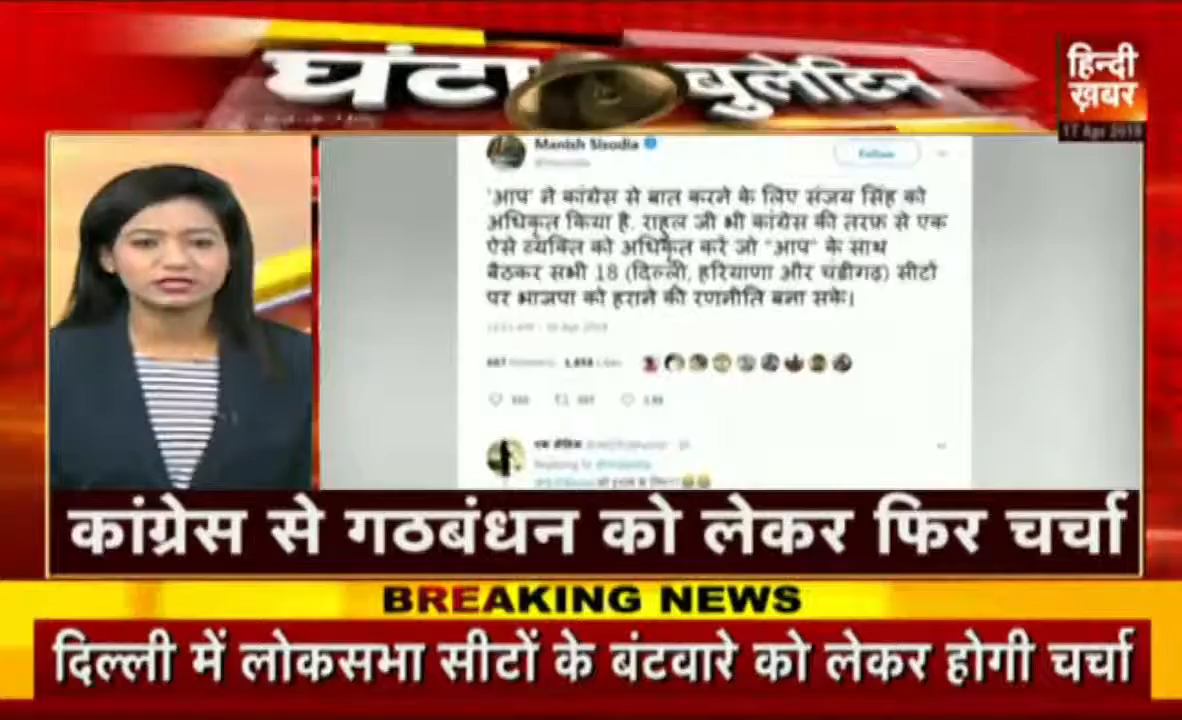 घंटा बुलेटिन
हिन्दी
ख़बर
17 Apr 2019
Manish Sisodia
Follow
'आप' ने कांग्रेस से बात करने के लिए संजय सिंह को
अधिकृत किया है. राहुल जी भी कांग्रेस की तरफ़ से एक
ऐसे व्यक्ति को अधिकृत करें जो "आप" के साथ
बैठकर सभी 18 (दिल्ली, हरियाणा और चंडीगढ़) सीटों
पर भाजपा को हराने की रणनीति बना सके।
कांग्रेस से गठबंधन को लेकर फिर चर्चा
BREAKING NEWS
दिल्ली में लोकसभा सीटों के बंटवारे को लेकर होगी चर्चा